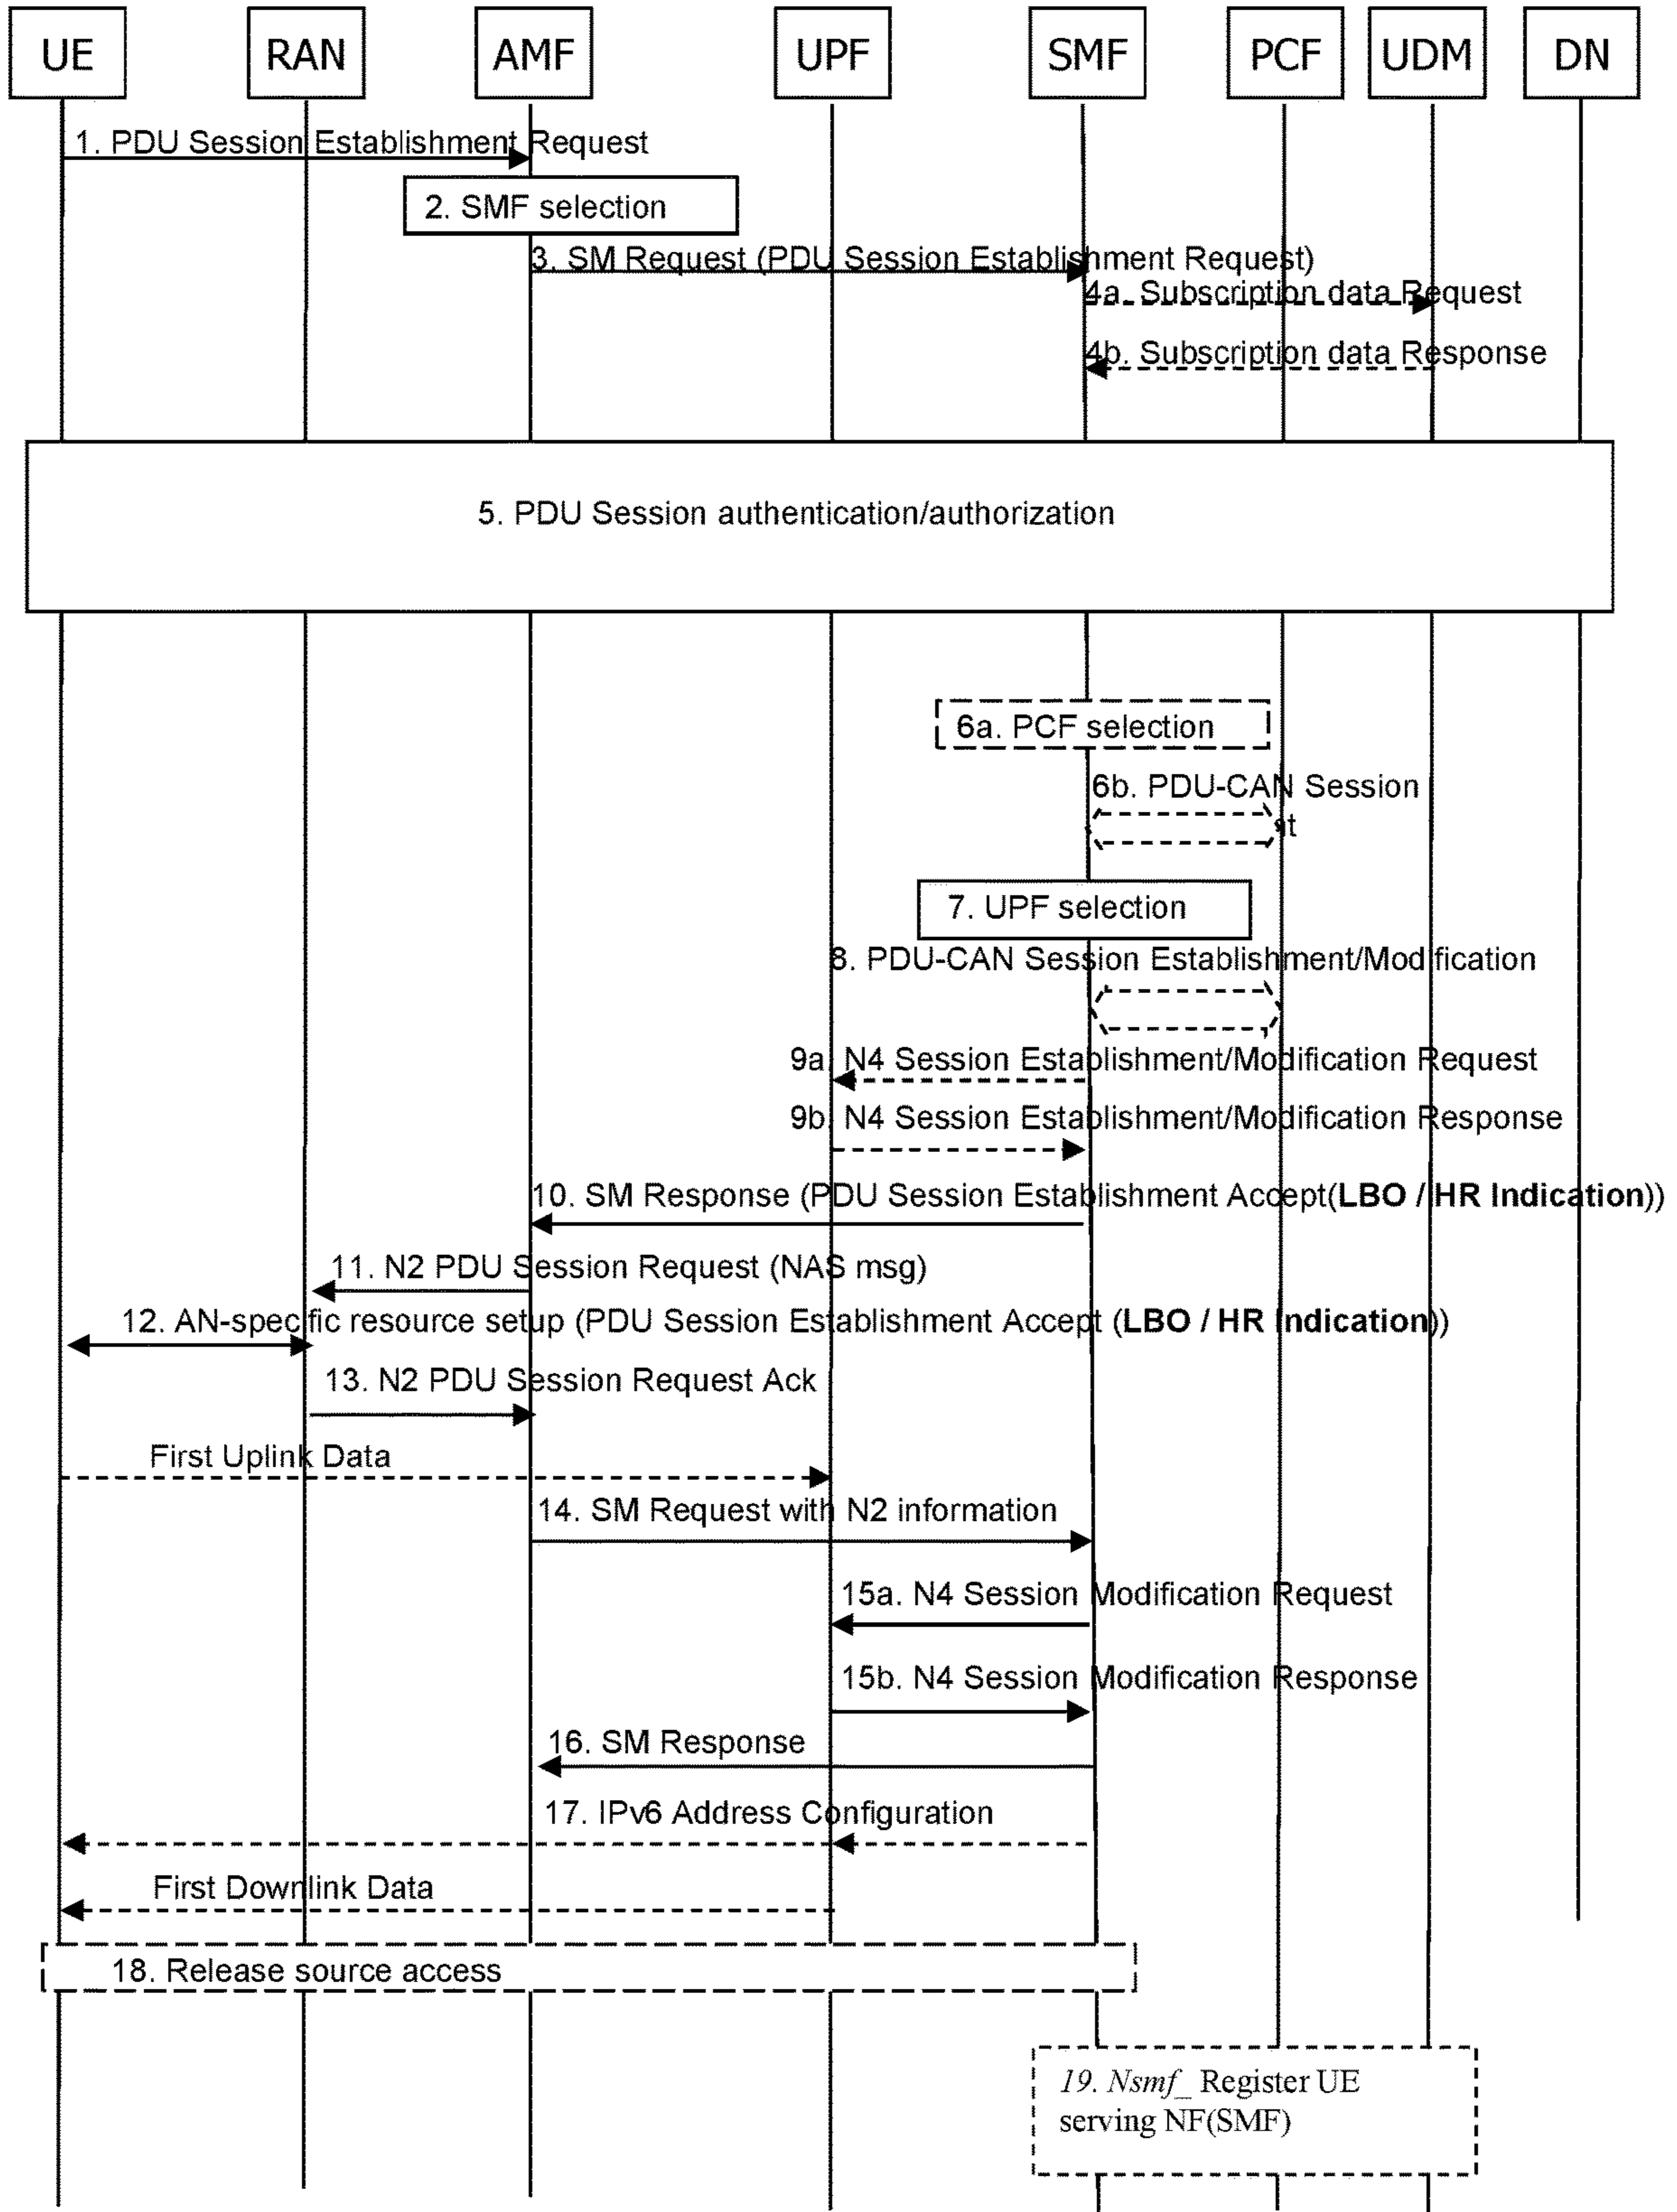 UE RAN AMF UPF SMF PCF UDM DN
1. PDU Session Establishment Request
2. SMF selection
3. SM Request (PDU Session Establishment Request)
4a. Subscription data Request
4b. Subscription data Response
5. PDU Session authentication/authorization
6a. PCF selection
6b. PDU-CAN Session
7. UPF selection
8. PDU-CAN Session Establishment/Modification
9a. N4 Session Establishment/Modification Request
9b. N4 Session Establishment/Modification Response
10. SM Response (PDU Session Establishment Accept(LBO / HR Indication))
11. N2 PDU Session Request (NAS msg)
12. AN-specific resource setup (PDU Session Establishment Accept (LBO / HR Indication))
13. N2 PDU Session Request Ack
First Uplink Data
14. SM Request with N2 information
15a. N4 Session Modification Request
15b. N4 Session Modification Response
16. SM Response
17. IPv6 Address Configuration
First Downlink Data
18. Release source access
19. Nsmf_ Register UE
serving NF(SMF)